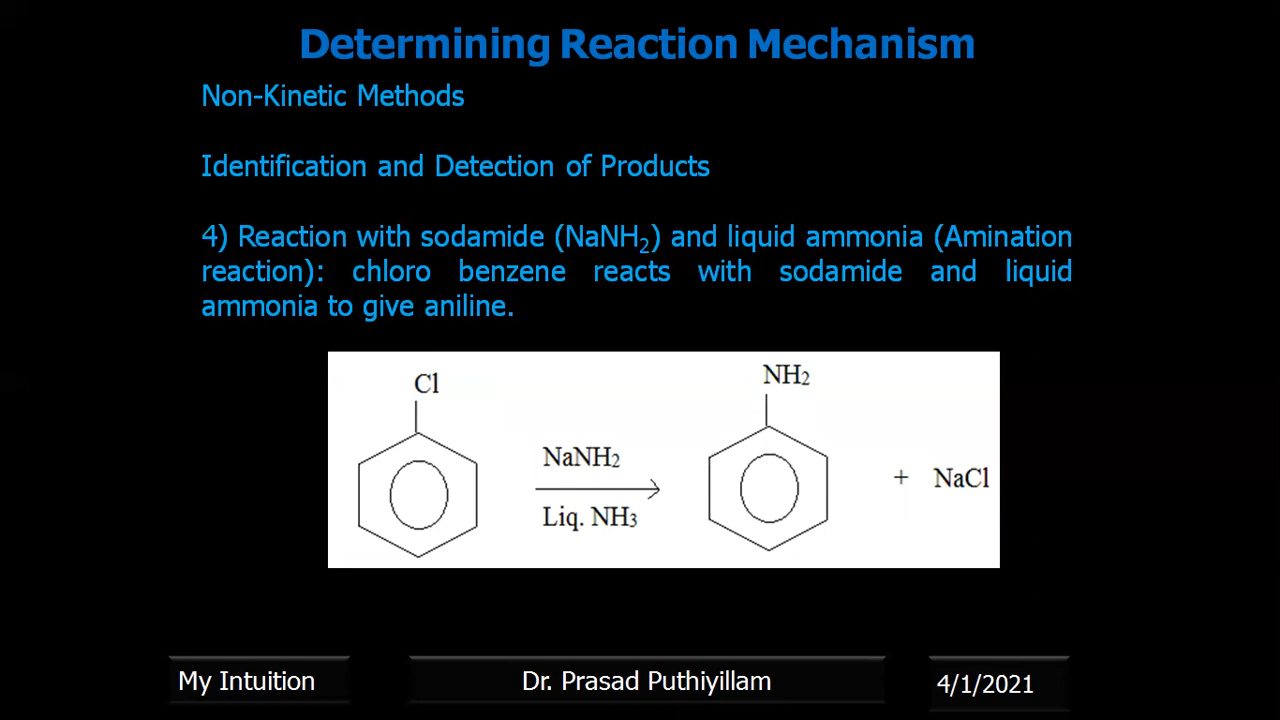 Determining Reaction Mechanism
Non-Kinetic Methods
Identification and Detection of Products
4) Reaction with sodamide (NaNH₂) and liquid ammonia (Amination
reaction): chloro benzene reacts with sodamide and liquid
ammonia to give aniline.
Cl
NH₂
NaNH₂
+ NaCl
Liq. NH₃
My Intuition
Dr. Prasad Puthiyillam
4/1/2021